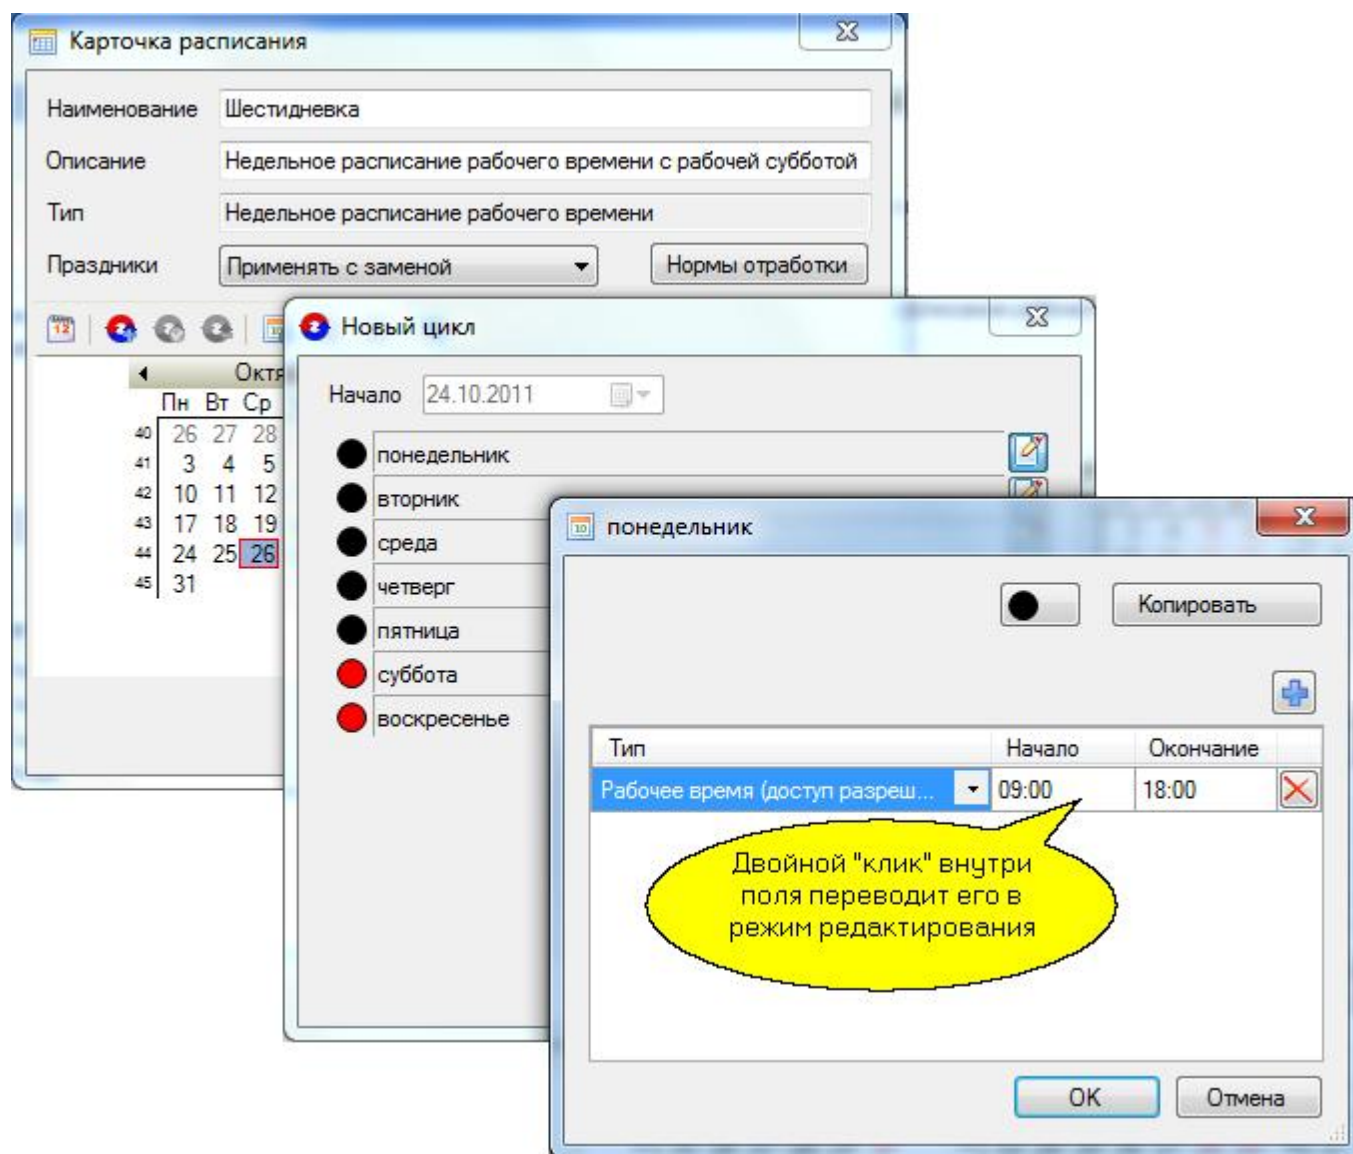 Карточка расписания
Наименование Шестидневка
Описание Недельное расписание рабочего времени с рабочей субботой
Тип Недельное расписание рабочего времени
Праздники Применять с заменой Нормы отработки
12
Октя
Пн Вт Ср
40 26 27 28
41 3 4 5
42 10 11 12
43 17 18 19
44 24 25 26
45 31
Новый цикл
Начало 24.10.2011
понедельник
вторник
среда
четверг
пятница
суббота
воскресенье
10 понедельник
Копировать
Тип Начало Окончание
Рабочее время (доступ разреш... 09:00 18:00
Двойной "клик" внутри
поля переводит его в
режим редактирования
OK Отмена